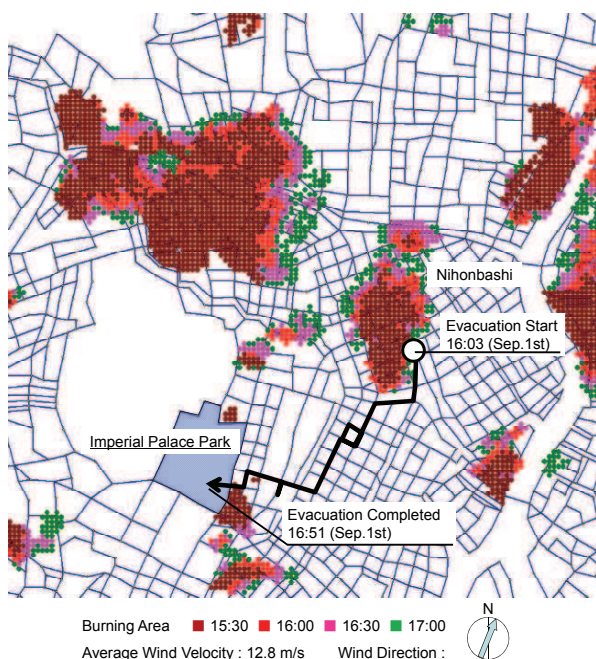 Nihonbashi
Evacuation Start
16:03 (Sep.1st)
Imperial Palace Park
Evacuation Completed
16:51 (Sep.1st)
N
Burning Area 15:30 16:00 16:30 17:00
Average Wind Velocity : 12.8 m/s Wind Direction :